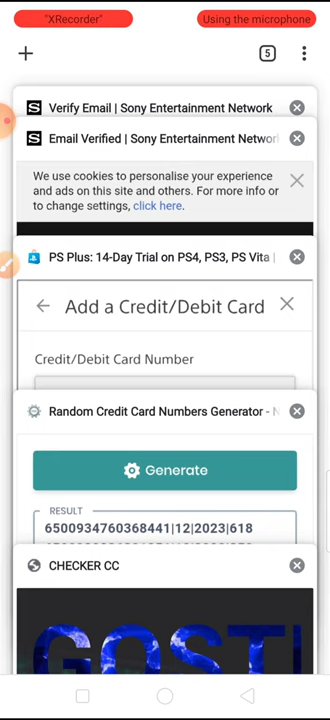 "XRecorder"
Using the microphone
5
Verify Email | Sony Entertainment Network
Email Verified | Sony Entertainment Networ
We use cookies to personalise your experience
and ads on this site and others. For more info or
to change settings, click here.
PS Plus: 14-Day Trial on PS4, PS3, PS Vita |
Add a Credit/Debit Card
Credit/Debit Card Number
Random Credit Card Numbers Generator -
Generate
RESULT
6500934760368441|12|2023|618
CHECKER CC
GOST